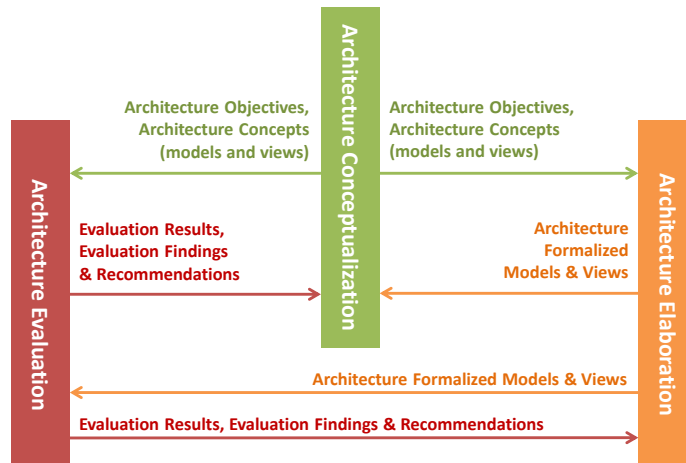 Architecture Conceptualization
Architecture Objectives,
Architecture Concepts
(models and views)
Architecture Objectives,
Architecture Concepts
(models and views)
Architecture Evaluation
Evaluation Results,
Evaluation Findings
& Recommendations
Architecture
Formalized
Models & Views
Architecture Elaboration
Architecture Formalized Models & Views
Evaluation Results, Evaluation Findings & Recommendations